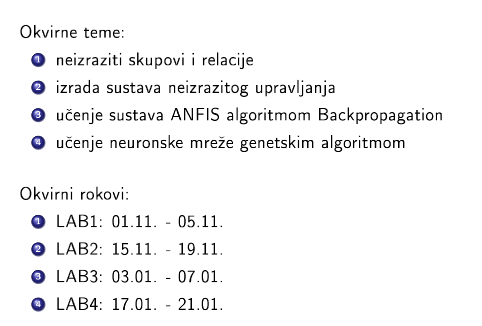 Okvirne teme:
1 neizraziti skupovi i relacije
2 izrada sustava neizrazitog upravljanja
3 učenje sustava ANFIS algoritmom Backpropagation
4 učenje neuronske mreže genetskim algoritmom
Okvirni rokovi:
1 LAB1: 01.11. - 05.11.
2 LAB2: 15.11. - 19.11.
3 LAB3: 03.01. - 07.01.
4 LAB4: 17.01. - 21.01.